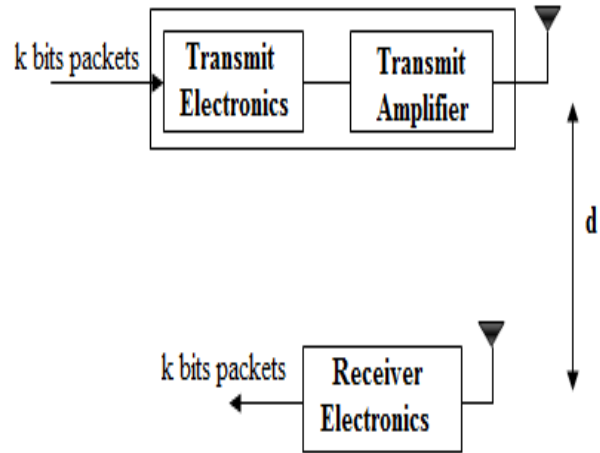 k bits packets
Transmit
Electronics
Transmit
Amplifier
d
k bits packets
Receiver
Electronics